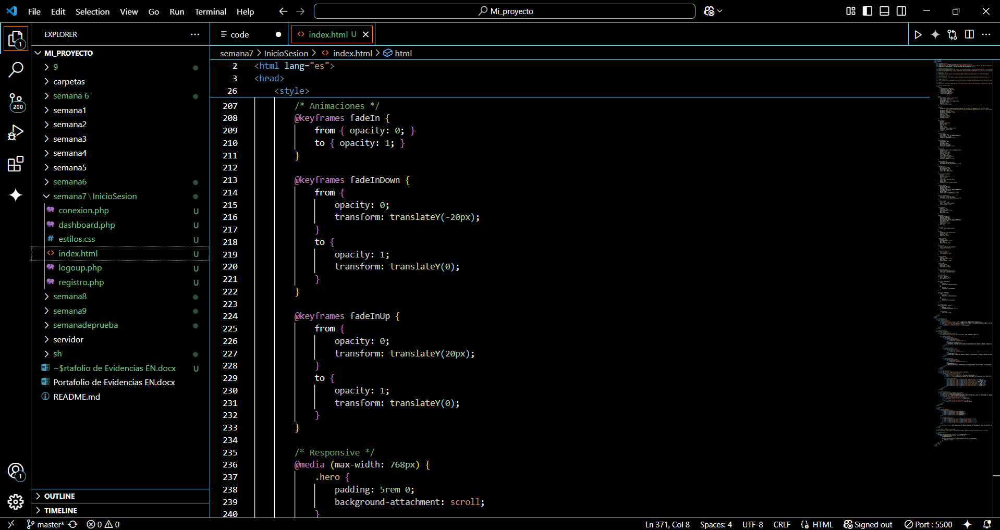 File Edit Selection View Go Run Terminal Help
Mi_proyecto
EXPLORER
code
index.html U
1
MI_PROYECTO
semana7 > InicioSesion > index.html > html
9
carpetas
semana 6
200
semana1
semana2
semana3
semana4
semana5
semana6
semana7\InicioSesion
conexion.php U
dashboard.php U
estilos.css U
index.html U
logoup.php U
registro.php U
semana8
semana9
semanadeprueba
servidor
sh
~$rtafolio de Evidencias EN.docx U
Portafolio de Evidencias EN.docx
README.md
1
OUTLINE
TIMELINE
2 <html lang="es">
3 <head>
26 <style>
207 /* Animaciones */
208 @keyframes fadeIn {
209 from { opacity: 0; }
210 to { opacity: 1; }
211 }
212
213 @keyframes fadeInDown {
214 from {
215 opacity: 0;
216 transform: translateY(-20px);
217 }
218 to {
219 opacity: 1;
220 transform: translateY(0);
221 }
222 }
223
224 @keyframes fadeInUp {
225 from {
226 opacity: 0;
227 transform: translateY(20px);
228 }
229 to {
230 opacity: 1;
231 transform: translateY(0);
232 }
233 }
234
235 /* Responsive */
236 @media (max-width: 768px) {
237 .hero {
238 padding: 5rem 0;
239 background-attachment: scroll;
240 }
master* 0 0 Ln 371, Col 8 Spaces: 4 UTF-8 CRLF HTML Signed out Port : 5500